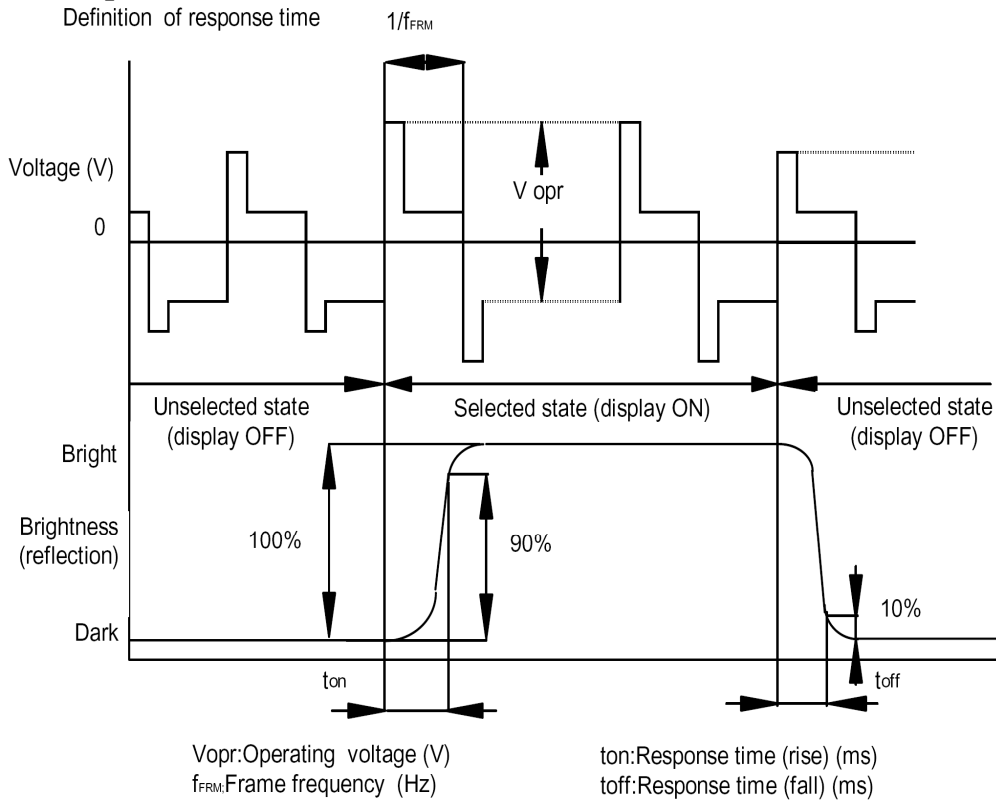 Definition of response time
1/fFRM
Voltage (V)
0
V opr
Unselected state
(display OFF)
Selected state (display ON)
Unselected state
(display OFF)
Bright
Brightness
(reflection)
Dark
100%
90%
10%
ton
toff
Vopr:Operating voltage (V)
fFRM;Frame frequency (Hz)
ton:Response time (rise) (ms)
toff:Response time (fall) (ms)